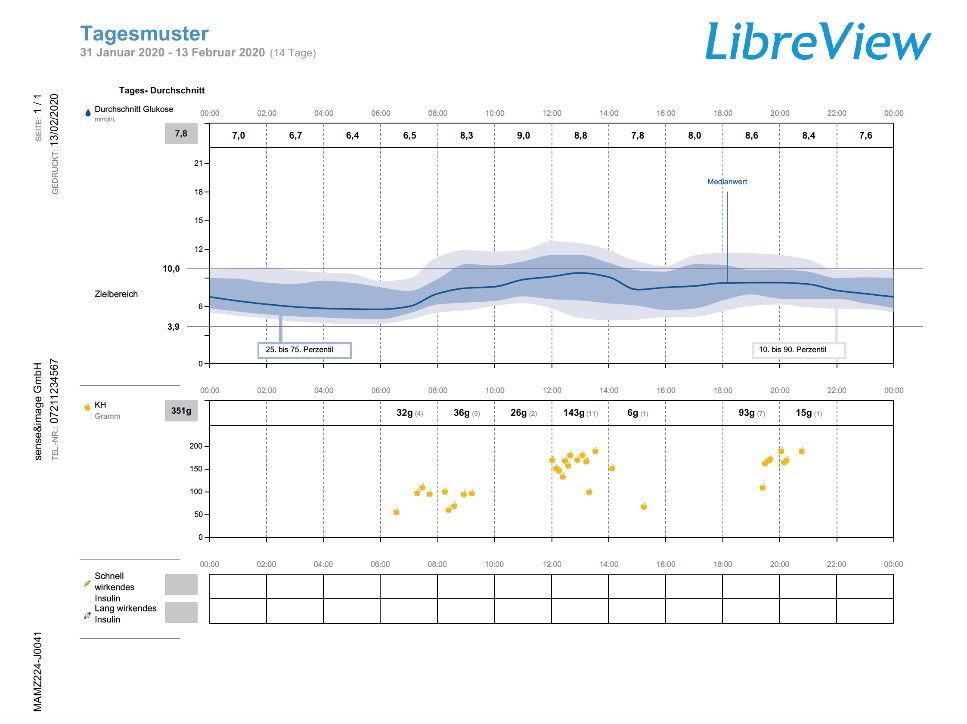 Tagesmuster
31 Januar 2020 - 13 Februar 2020 (14 Tage)
LibreView
SEITE: 1 / 1
GEDRUCKT: 13/02/2020
Tages- Durchschnitt
Durchschnitt Glukose
mmol/L
00:00 02:00 04:00 06:00 08:00 10:00 12:00 14:00 16:00 18:00 20:00 22:00 00:00
7,8 7,0 6,7 6,4 6,5 8,3 9,0 8,8 7,8 8,0 8,6 8,4 7,6
21
Medianwert
18
15
12
10,0
Zielbereich
6
3,9
25. bis 75. Perzentil
10. bis 90. Perzentil
0
sense&image GmbH
TEL.-NR.: 07211234567
00:00 02:00 04:00 06:00 08:00 10:00 12:00 14:00 16:00 18:00 20:00 22:00 00:00
KH
Gramm
351g 32g (4) 36g (5) 26g (2) 143g (11) 6g (1) 93g (7) 15g (1)
200
150
100
50
0
00:00 02:00 04:00 06:00 08:00 10:00 12:00 14:00 16:00 18:00 20:00 22:00 00:00
Schnell
wirkendes
Insulin
Lang wirkendes
Insulin
MAMZ224-J0041